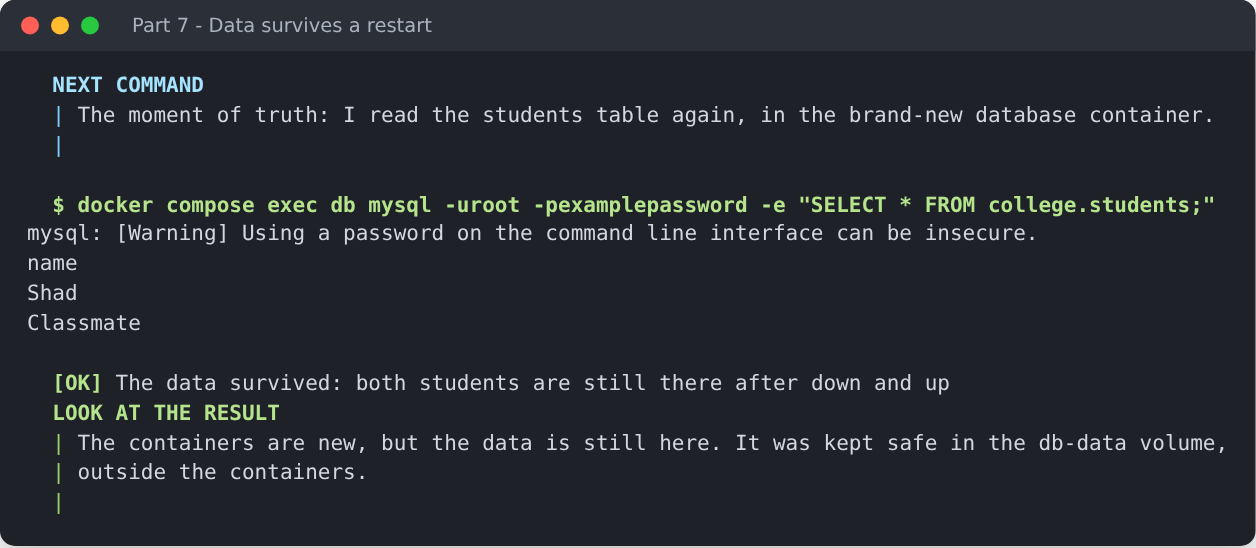 Part 7 - Data survives a restart
NEXT COMMAND
| The moment of truth: I read the students table again, in the brand-new database container.
|
$ docker compose exec db mysql -uroot -pexamplepassword -e "SELECT * FROM college.students;"
mysql: [Warning] Using a password on the command line interface can be insecure.
name
Shad
Classmate
[OK] The data survived: both students are still there after down and up
LOOK AT THE RESULT
| The containers are new, but the data is still here. It was kept safe in the db-data volume,
| outside the containers.
|